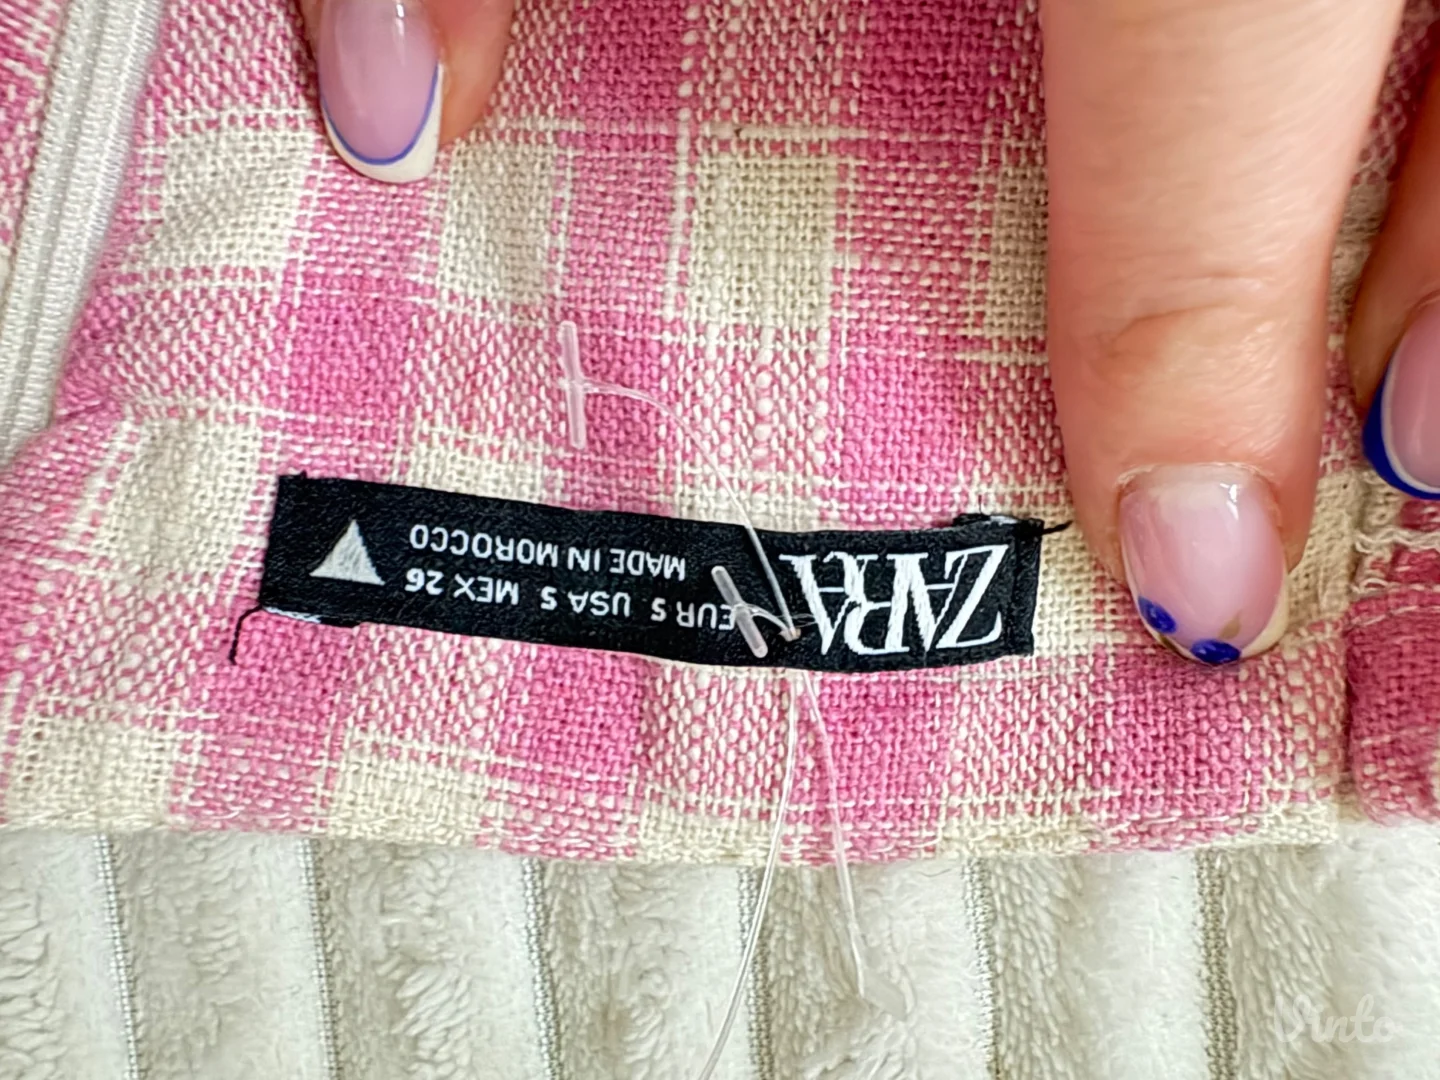 ZARA
EUR S USA S MEX 26
MADE IN MOROCCO